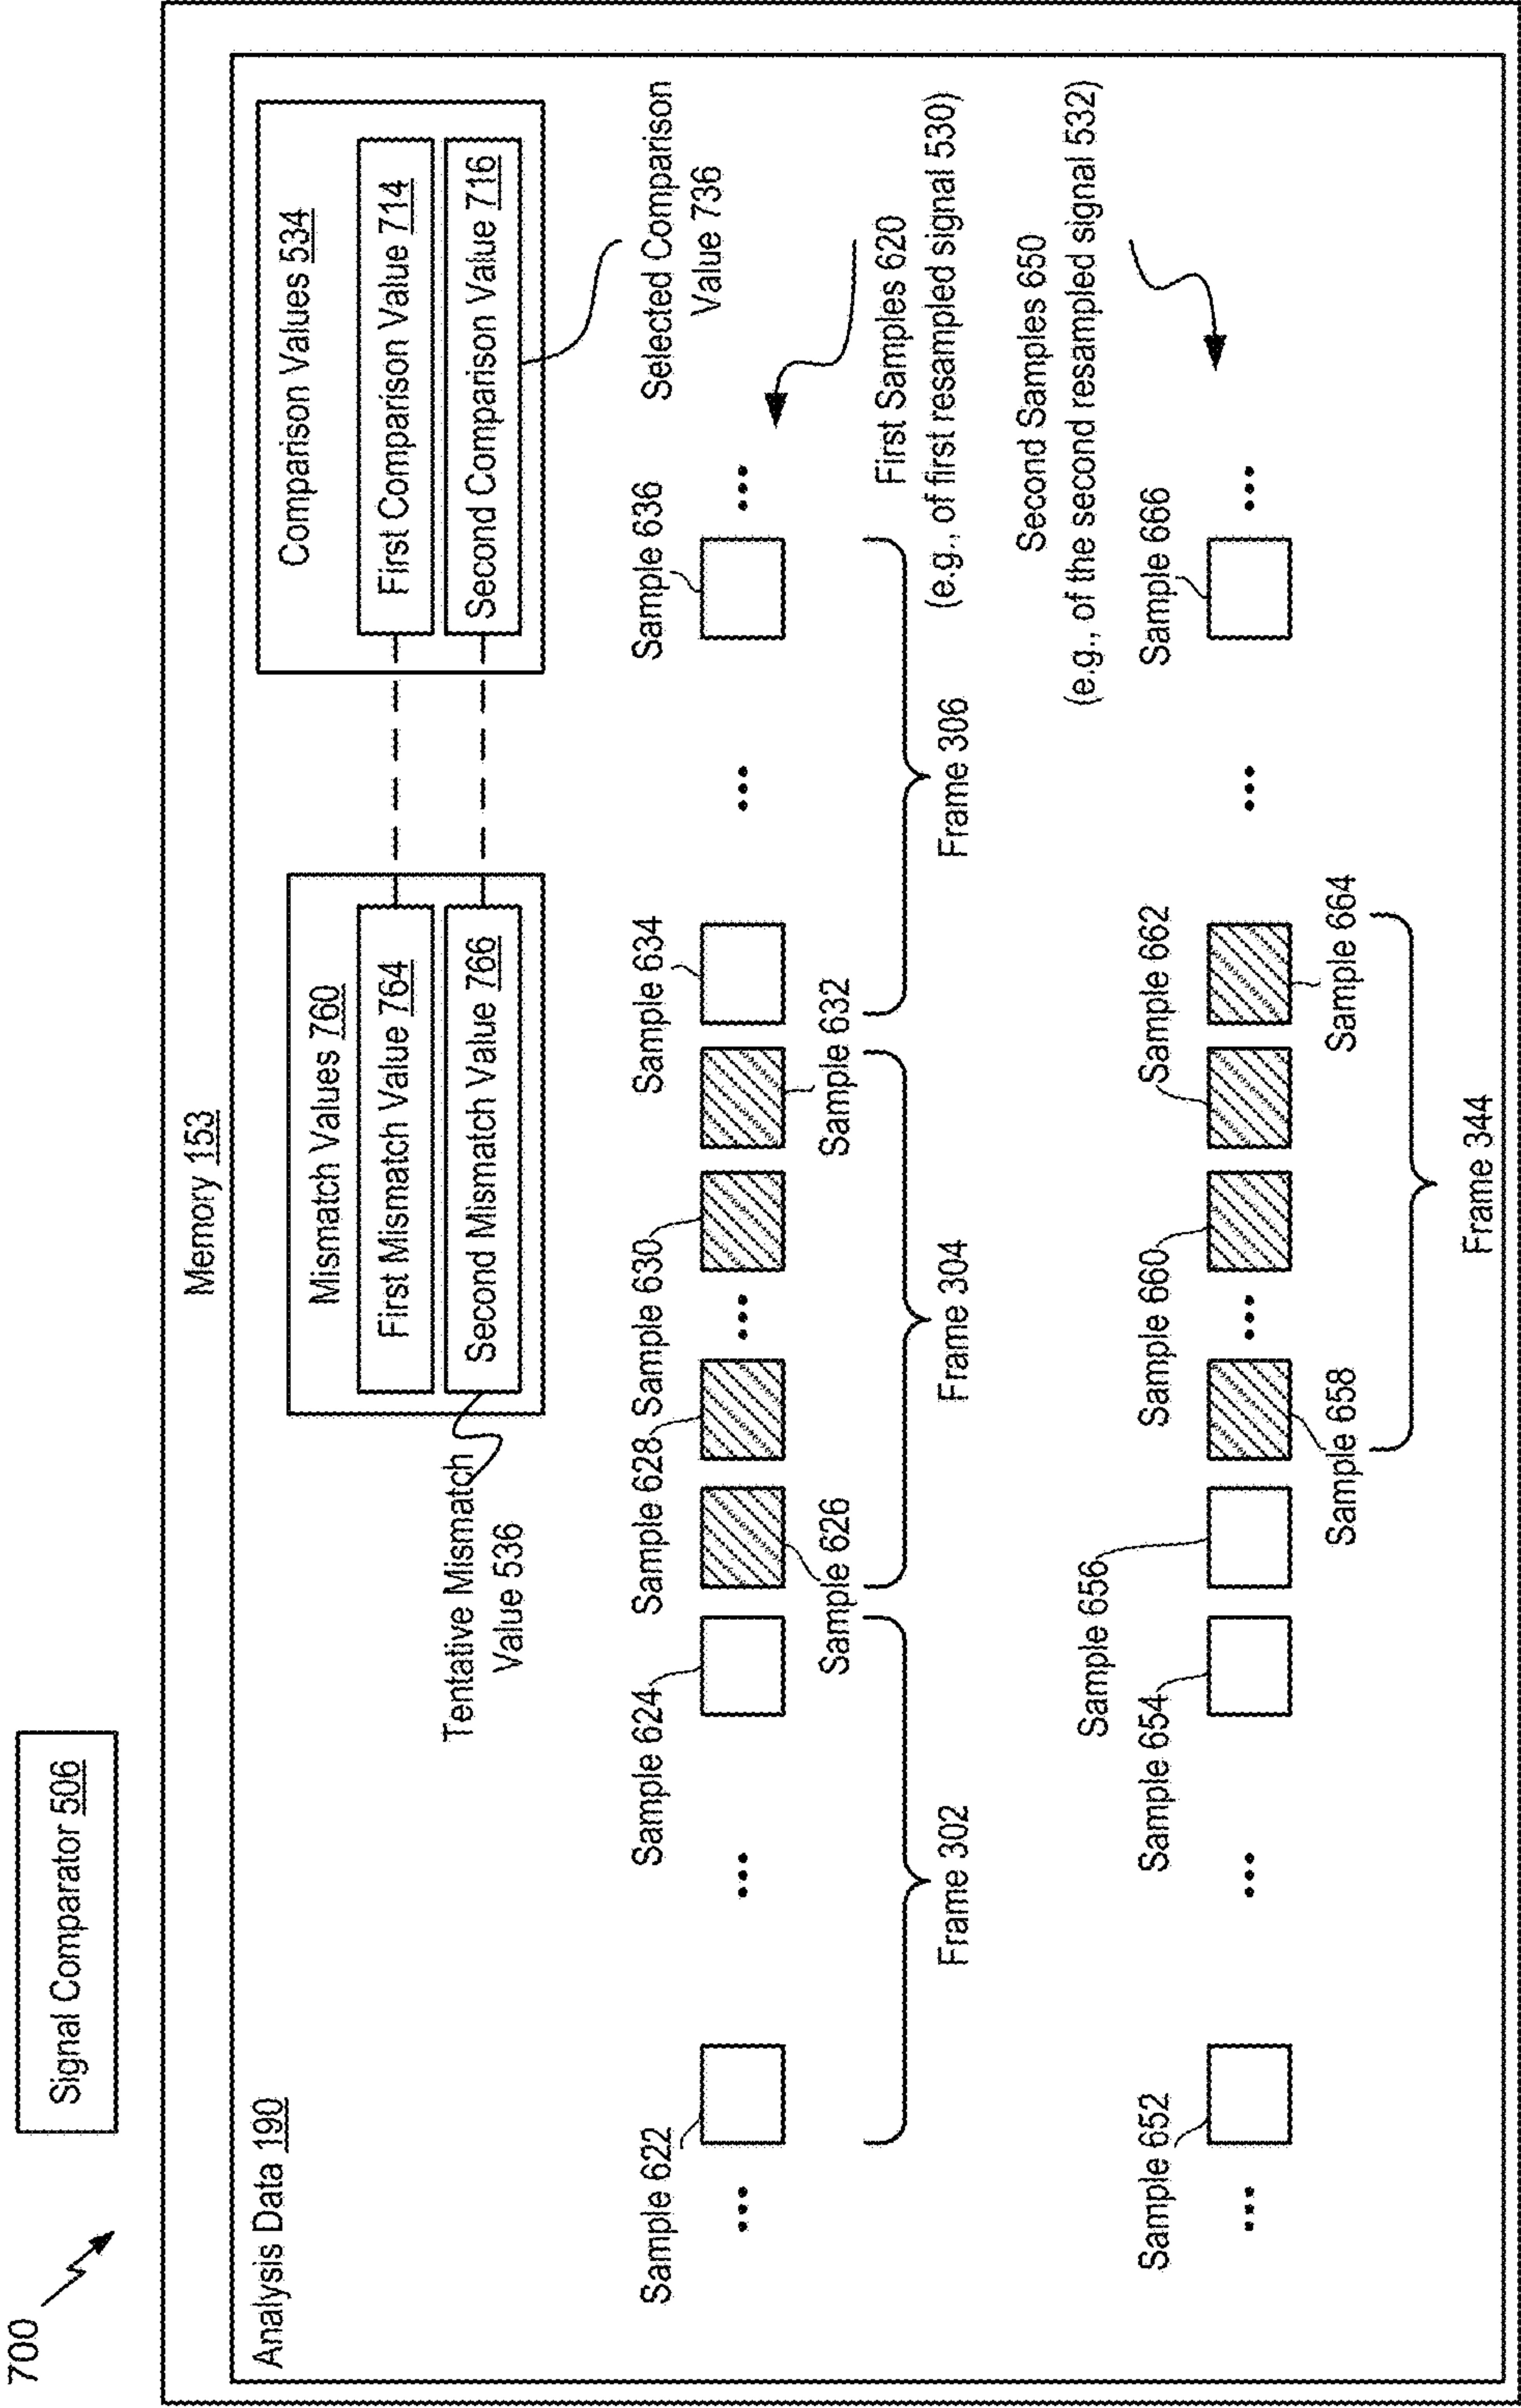 700
Signal Comparator 506
Memory 153
Analysis Data 190
Mismatch Values 760
First Mismatch Value 764
Second Mismatch Value 766
Tentative Mismatch
Value 536
Comparison Values 534
First Comparison Value 714
Second Comparison Value 716
Selected Comparison
Value 736
Sample 622
Sample 624
Sample 628
Sample 630
Sample 634
Sample 636
...
...
...
...
...
Sample 626
Sample 632
First Samples 620
(e.g., of first resampled signal 530)
Frame 302
Frame 304
Frame 306
Second Samples 650
(e.g., of the second resampled signal 532)
Sample 656
Sample 652
Sample 654
Sample 660
Sample 662
Sample 666
...
...
...
...
...
Sample 658
Sample 664
Frame 344